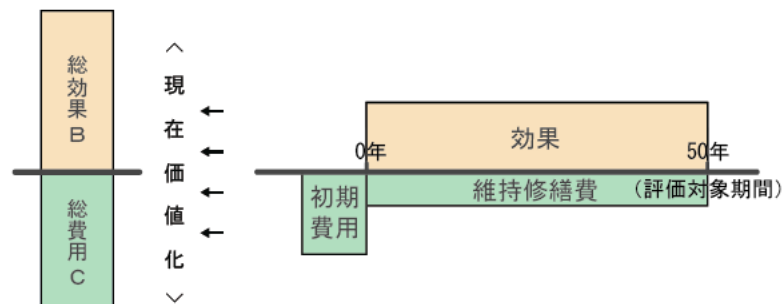 総効果B
総費用C
〈現在価値化〉
0年
効果
50年
初期
費用
維持修繕費
(評価対象期間)